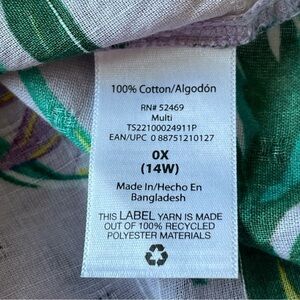 100% Cotton/Algodón
RN# 52469
Multi
TS22100024911P
EAN/UPC 0 88751210127
0X
(14W)
Made In/Hecho En
Bangladesh
THIS LABEL YARN IS MADE
OUT OF 100% RECYCLED
POLYESTER MATERIALS